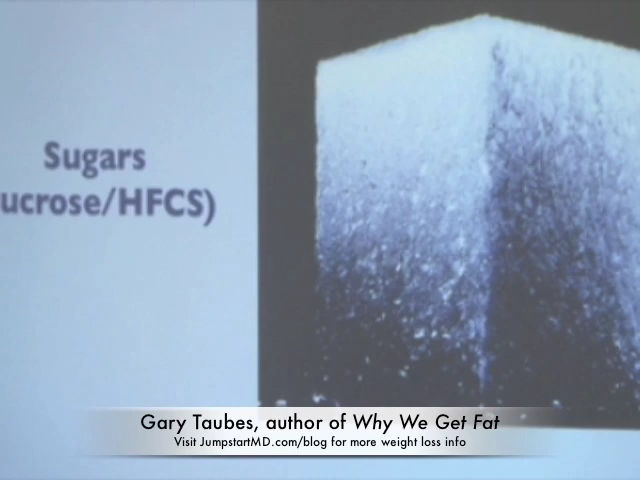 Sugars
ucrose/HFCS)
Gary Taubes, author of Why We Get Fat
Visit JumpstartMD.com/blog for more weight loss info